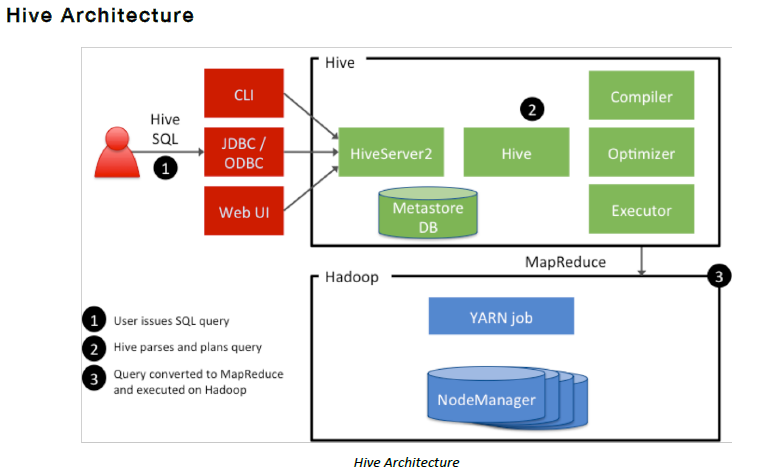 Hive Architecture
Hive
CLI
Compiler
2
Hive
SQL
1
JDBC /
ODBC
HiveServer2
Hive
Optimizer
Web UI
Metastore
DB
Executor
MapReduce
Hadoop
3
YARN job
NodeManager
1 User issues SQL query
2 Hive parses and plans query
3 Query converted to MapReduce
and executed on Hadoop
Hive Architecture